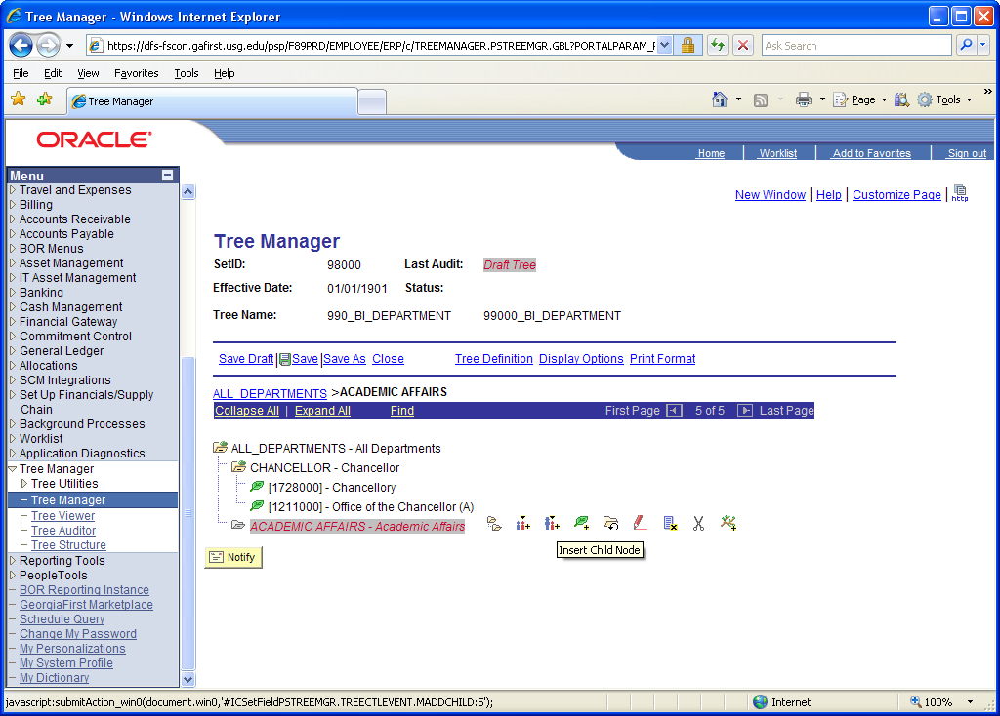 Tree Manager - Windows Internet Explorer
https://dfs-fscon.gafirst.usg.edu/psp/F89PRD/EMPLOYEE/ERP/c/TREEMANAGER.PSTREEMGR.GBL?PORTALPARAM_F
Ask Search
File Edit View Favorites Tools Help
Tree Manager
Page Tools »
ORACLE®
Home Worklist Add to Favorites Sign out
Menu
Travel and Expenses
Billing
Accounts Receivable
Accounts Payable
BOR Menus
Asset Management
IT Asset Management
Banking
Cash Management
Financial Gateway
Commitment Control
General Ledger
Allocations
SCM Integrations
Set Up Financials/Supply
Chain
Background Processes
Worklist
Application Diagnostics
Tree Manager
Tree Utilities
– Tree Manager
– Tree Viewer
– Tree Auditor
– Tree Structure
Reporting Tools
PeopleTools
– BOR Reporting Instance
– GeorgiaFirst Marketplace
– Schedule Query
– Change My Password
– My Personalizations
– My System Profile
– My Dictionary
New Window | Help | Customize Page | http
Tree Manager
SetID: 98000 Last Audit: Draft Tree
Effective Date: 01/01/1901 Status:
Tree Name: 990_BI_DEPARTMENT 99000_BI_DEPARTMENT
Save Draft | Save | Save As Close Tree Definition Display Options Print Format
ALL_DEPARTMENTS >ACADEMIC AFFAIRS
Collapse All | Expand All Find First Page 5 of 5 Last Page
ALL_DEPARTMENTS - All Departments
CHANCELLOR - Chancellor
[1728000] - Chancellory
[1211000] - Office of the Chancellor (A)
ACADEMIC AFFAIRS - Academic Affairs
Insert Child Node
Notify
javascript:submitAction_win0(document.win0,'#ICSetFieldPSTREEMGR.TREECTLEVENT.MADDCHILD:5');
Internet 100%